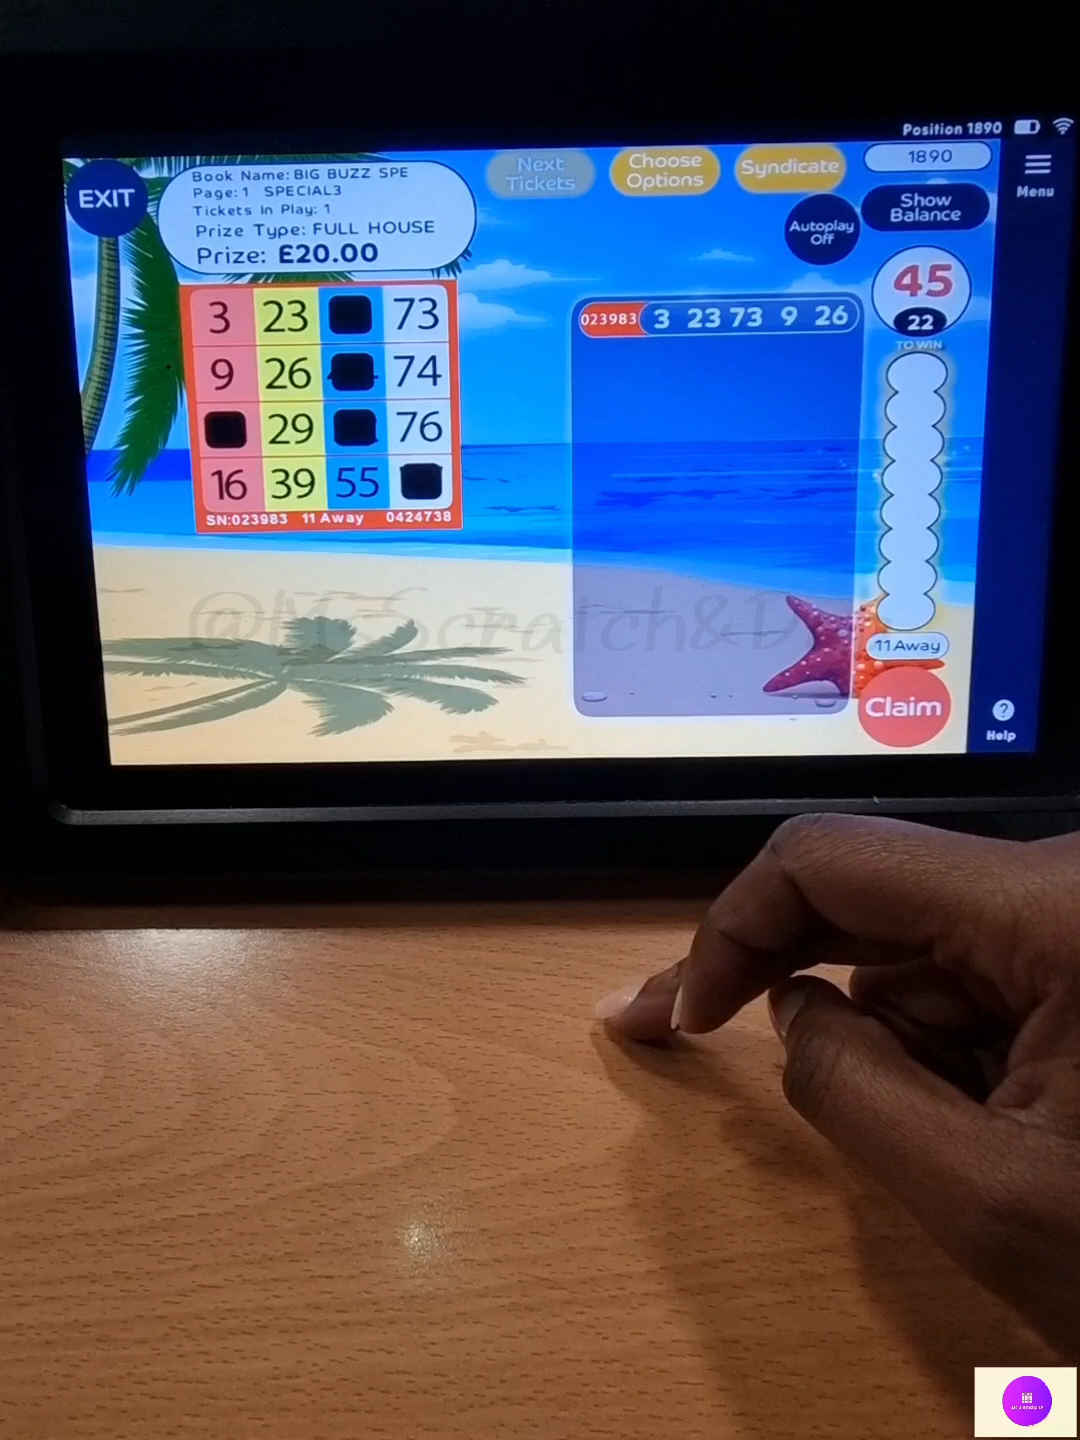 Position 1890
EXIT
Book Name: BIG BUZZ SPE
Page: 1 SPECIAL3
Tickets In Play: 1
Prize Type: FULL HOUSE
Prize: £20.00
Next
Tickets
Choose
Options
Syndicate
1890
Menu
Show
Balance
Autoplay
Off
45
22
TO WIN
3 23 73
9 26 74
29 76
16 39 55
SN:023983 11 Away 0424738
023983 3 23 73 9 26
11 Away
Claim
?
Help